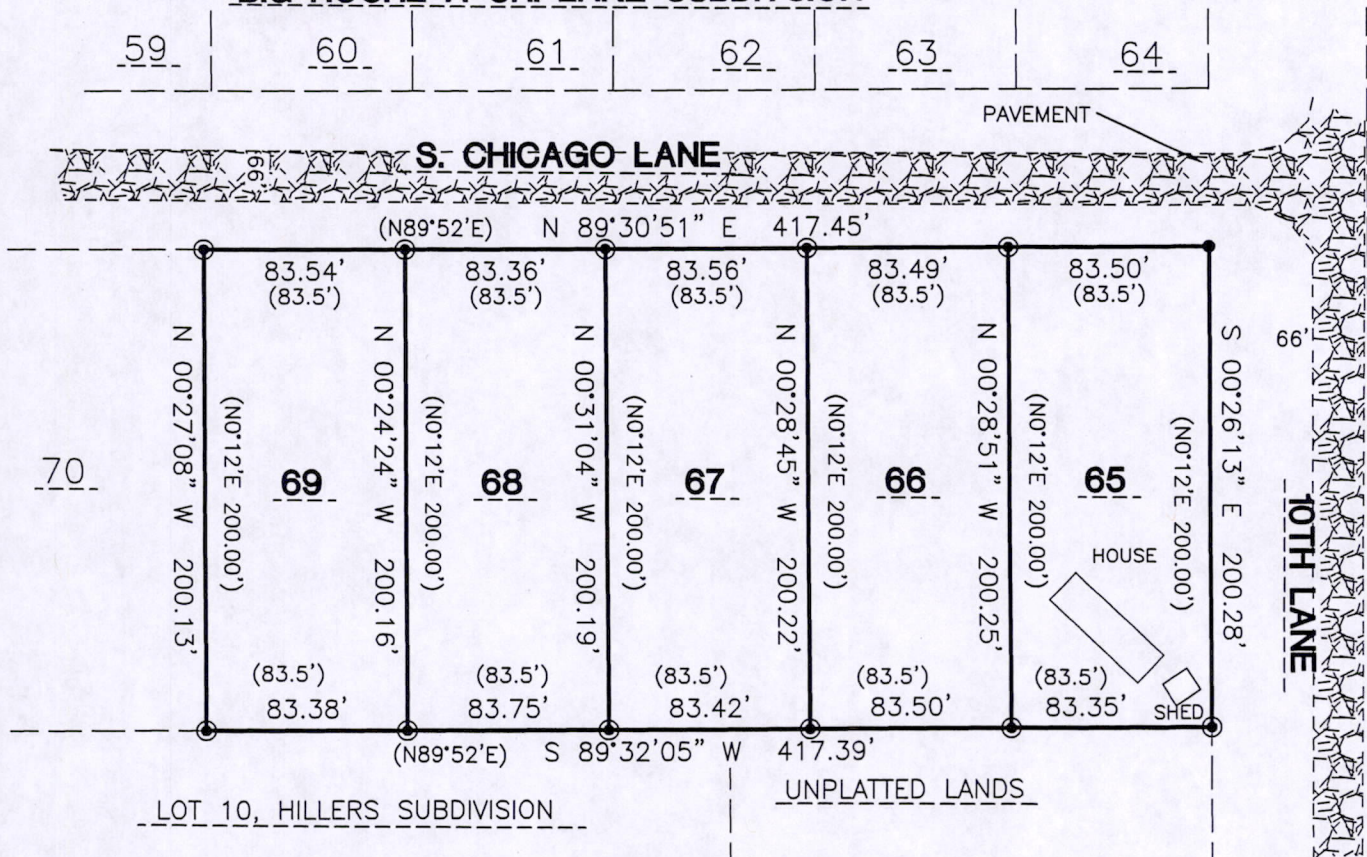 SUBDIVISION
59 60 61 62 63 64
PAVEMENT
66'
S. CHICAGO LANE
(N89°52'E) N 89°30'51" E 417.45'
83.54' 83.36' 83.56' 83.49' 83.50'
(83.5') (83.5') (83.5') (83.5') (83.5')
N 00°27'08" W 200.13'
(N0°12'E 200.00')
N 00°24'24" W 200.16'
(N0°12'E 200.00')
N 00°31'04" W 200.19'
(N0°12'E 200.00')
N 00°28'45" W 200.22'
(N0°12'E 200.00')
N 00°28'51" W 200.25'
(N0°12'E 200.00')
(N0°12'E 200.00')
S 00°26'13" E 200.28'
66'
10TH LANE
70 69 68 67 66 65
HOUSE
SHED
(83.5') (83.5') (83.5') (83.5') (83.5')
83.38' 83.75' 83.42' 83.50' 83.35'
(N89°52'E) S 89°32'05" W 417.39'
UNPLATTED LANDS
LOT 10, HILLERS SUBDIVISION